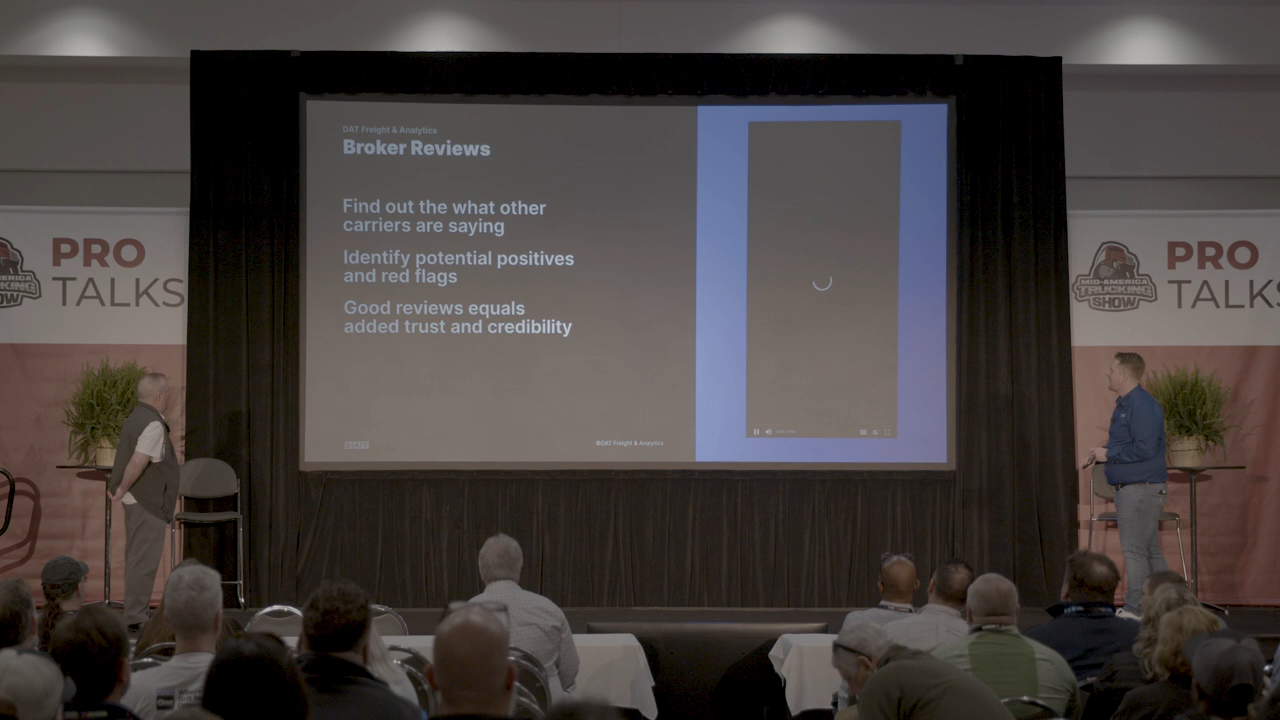 DAT Freight & Analytics
Broker Reviews
Find out the what other
carriers are saying
Identify potential positives
and red flags
Good reviews equals
added trust and credibility
DAT
©DAT Freight & Analytics
PRO
TALKS
MID-AMERICA
TRUCKING
SHOW
PRO
TALKS